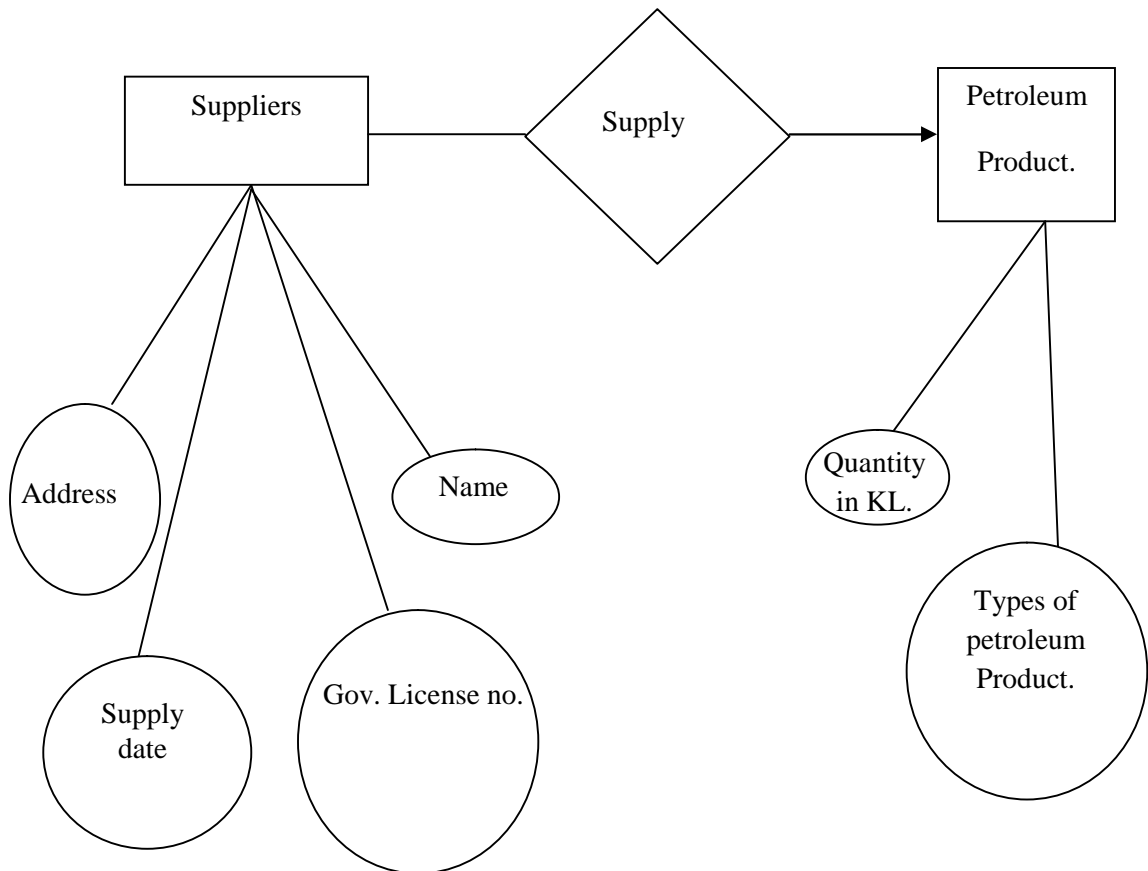 Suppliers
Supply
Petroleum
Product.
Address
Name
Quantity
in KL.
Supply
date
Gov. License no.
Types of
petroleum
Product.